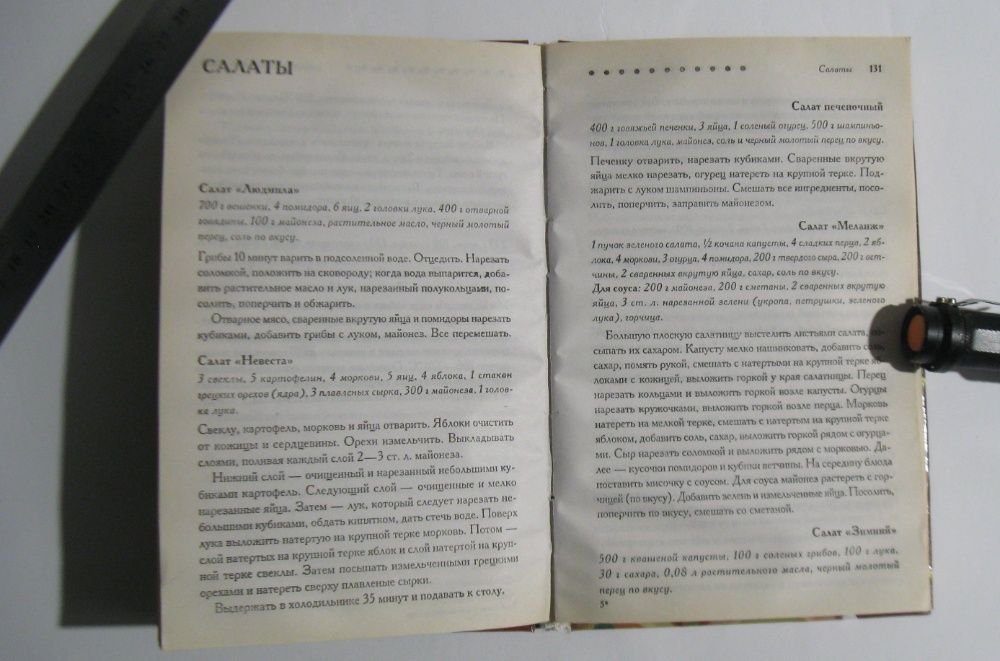 САЛАТЫ
Салат «Людмила»
700 г вешенки, 4 помидора, 6 яиц, 2 головки лука, 400 г отварной
говядины, 100 г майонеза, растительное масло, черный молотый
перец, соль по вкусу.
Грибы 10 минут варить в подсоленной воде. Отцедить. Нарезать
соломкой, положить на сковороду; когда вода выпарится, доба-
вить растительное масло и лук, нарезанный полукольцами, по-
солить, поперчить и обжарить.
Отварное мясо, сваренные вкрутую яйца и помидоры нарезать
кубиками, добавить грибы с луком, майонез. Все перемешать.
Салат «Невеста»
3 свеклы, 5 картофелин, 4 моркови, 5 яиц, 4 яблока, 1 стакан
грецких орехов (ядра), 3 плавленых сырка, 300 г майонеза, 1 голов-
ка лука.
Свеклу, картофель, морковь и яйца отварить. Яблоки очистить
от кожицы и сердцевины. Орехи измельчить. Выкладывать
слоями, поливая каждый слой 2—3 ст. л. майонеза.
Нижний слой — очищенный и нарезанный небольшими ку-
биками картофель. Следующий слой — очищенные и мелко
нарезанные яйца. Затем — лук, который следует нарезать не-
большими кубиками, обдать кипятком, дать стечь воде. Поверх
лука выложить натертую на крупной терке морковь. Потом —
слой натертых на крупной терке яблок и слой натертой на круп-
ной терке свеклы. Затем посыпать измельченными грецкими
орехами и натереть сверху плавленые сырки.
Выдержать в холодильнике 35 минут и подавать к столу.
Салаты 131
Салат печеночный
400 г говяжьей печенки, 3 яйца, 1 соленый огурец, 500 г шампиньо-
нов, 1 головка лука, майонез, соль и черный молотый перец по вкусу.
Печенку отварить, нарезать кубиками. Сваренные вкрутую
яйца мелко нарезать, огурец натереть на крупной терке. Под-
жарить с луком шампиньоны. Смешать все ингредиенты, посо-
лить, поперчить, заправить майонезом.
Салат «Меланж»
1 пучок зеленого салата, ½ кочана капусты, 4 сладких перца, 2 яб-
лока, 4 моркови, 3 огурца, 4 помидора, 200 г твердого сыра, 200 г вет-
чины, 2 сваренных вкрутую яйца, сахар, соль по вкусу.
Для соуса: 200 г майонеза, 200 г сметаны, 2 сваренных вкрутую
яйца, 3 ст. л. нарезанной зелени (укропа, петрушки, зеленого
лука), горчица.
Большую плоскую салатницу выстелить листьями салата,
сыпать их сахаром. Капусту мелко нашинковать, добавить соль,
сахар, помять рукой, смешать с натертыми на крупной терке яб-
локами с кожицей, выложить горкой у края салатницы. Перец
нарезать кольцами и выложить горкой возле капусты. Огурцы
нарезать кружочками, выложить горкой возле перца. Морковь
натереть на мелкой терке, смешать с натертым на крупной терке
яблоком, добавить соль, сахар, выложить горкой рядом с огурца-
ми. Сыр нарезать соломкой и выложить рядом с морковью. Да-
лее — кусочки помидоров и кубики ветчины. На середину блюда
поставить мисочку с соусом. Для соуса майонез растереть с гор-
чицей (по вкусу). Добавить зелень и измельченные яйца. Посолить,
поперчить по вкусу, смешать со сметаной.
Салат «Зимний»
500 г квашеной капусты, 100 г соленых грибов, 100 г лука,
30 г сахара, 0,08 л растительного масла, черный молотый
перец по вкусу.
5*